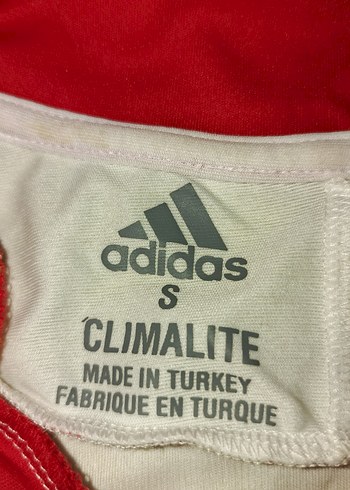 adidas
S
CLIMALITE
MADE IN TURKEY
FABRIQUE EN TURQUE